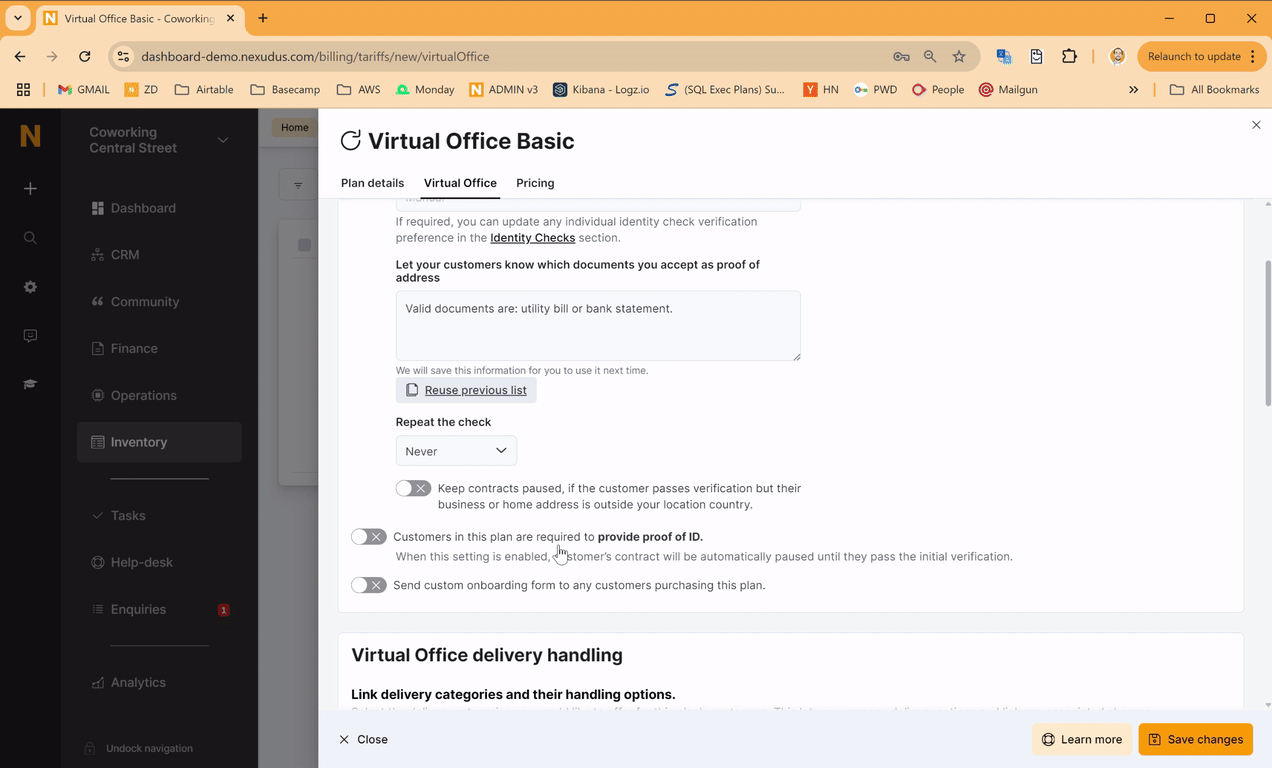 Virtual Office Basic - Coworking
dashboard-demo.nexudus.com/billing/tariffs/new/virtualOffice
Relaunch to update
GMAIL
ZD
Airtable
Basecamp
AWS
Monday
ADMIN v3
Kibana - Logz.io
(SQL Exec Plans) Su...
HN
PWD
People
Mailgun
All Bookmarks
Coworking
Central Street
Dashboard
CRM
Community
Finance
Operations
Inventory
Tasks
Help-desk
Enquiries
1
Analytics
Undock navigation
Home
Virtual Office Basic
Plan details
Virtual Office
Pricing
If required, you can update any individual identity check verification
preference in the Identity Checks section.
Let your customers know which documents you accept as proof of
address
Valid documents are: utility bill or bank statement.
We will save this information for you to use it next time.
Reuse previous list
Repeat the check
Never
Keep contracts paused, if the customer passes verification but their
business or home address is outside your location country.
Customers in this plan are required to provide proof of ID.
When this setting is enabled, customer's contract will be automatically paused until they pass the initial verification.
Send custom onboarding form to any customers purchasing this plan.
Virtual Office delivery handling
Link delivery categories and their handling options.
Close
Learn more
Save changes